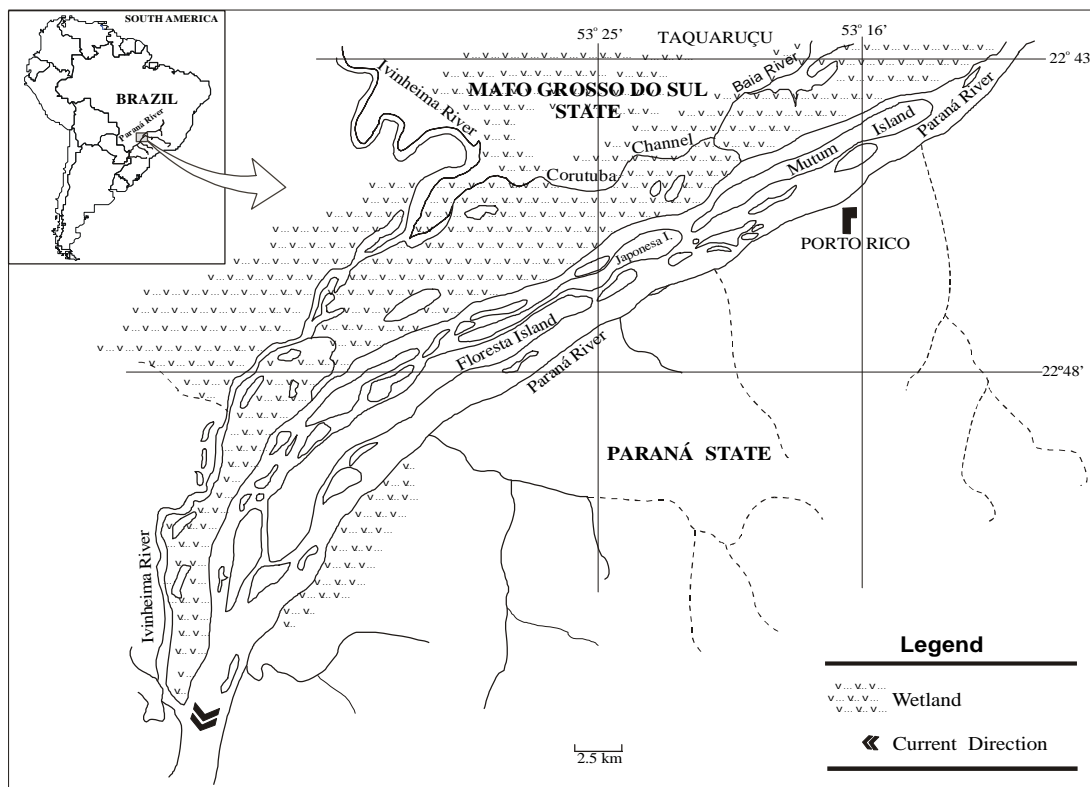 SOUTH AMERICA
BRAZIL
Paraná River
53° 25'
TAQUARUÇU
53° 16'
22° 43
Ivinheima River
MATO GROSSO DO SUL
STATE
Baia River
Paraná River
Island
Mutum
Channel
Corutuba
PORTO RICO
Japonesa I.
Floresta Island
Paraná River
22°48'
PARANÁ STATE
Ivinheima River
Legend
Wetland
Current Direction
2.5 km